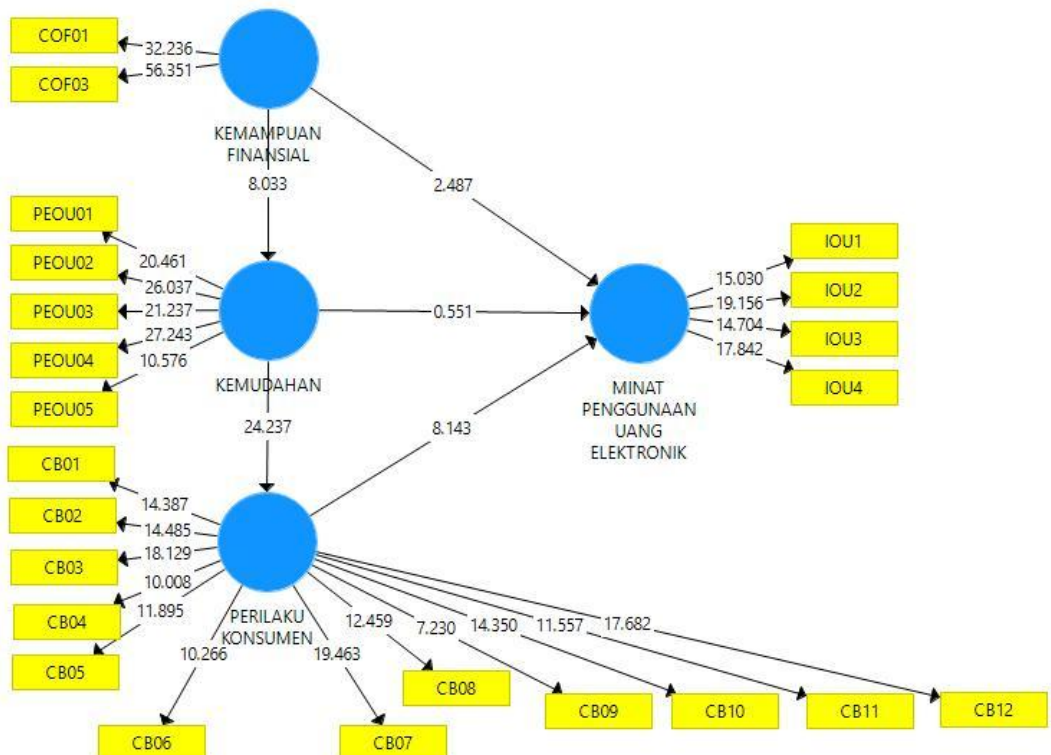 COF01
32.236
COF03
56.351
KEMAMPUAN
FINANSIAL
8.033
2.487
PEOU01
20.461
PEOU02
26.037
PEOU03
21.237
PEOU04
27.243
PEOU05
10.576
KEMUDAHAN
0.551
24.237
8.143
MINAT
PENGGUNAAN
UANG
ELEKTRONIK
IOU1
15.030
IOU2
19.156
IOU3
14.704
IOU4
17.842
CB01
14.387
CB02
14.485
CB03
18.129
CB04
10.008
CB05
11.895
PERILAKU
KONSUMEN
10.266
19.463
12.459
7.230
14.350
11.557
17.682
CB06
CB07
CB08
CB09
CB10
CB11
CB12